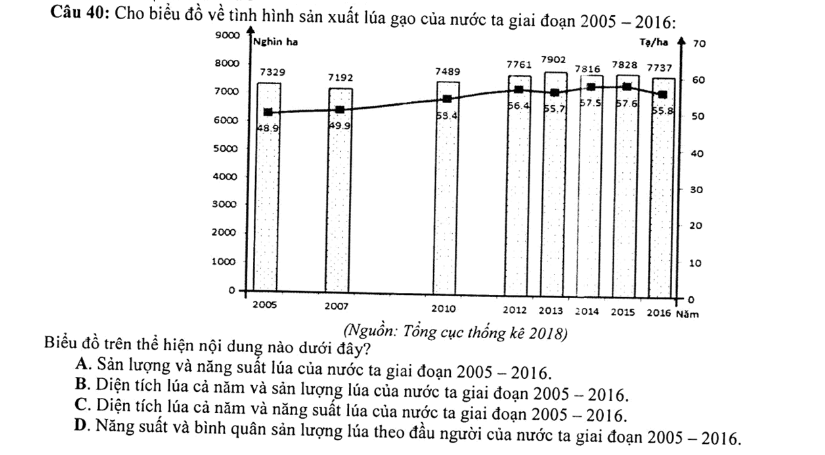 Câu 40: Cho biểu đồ về tình hình sản xuất lúa gạo của nước ta giai đoạn 2005 – 2016:
9000 Nghìn ha Tạ/ha 70
8000 7329 7192 7489 7761 7902 7816 7828 7737 60
7000
6000 48.9 49.9 53.4 56.4 55.7 57.5 57.6 55.8 50
5000 40
4000
3000 30
2000 20
1000 10
0 0
2005 2007 2010 2012 2013 2014 2015 2016 Năm
(Nguồn: Tổng cục thống kê 2018)
Biểu đồ trên thể hiện nội dung nào dưới đây?
A. Sản lượng và năng suất lúa của nước ta giai đoạn 2005 – 2016.
B. Diện tích lúa cả năm và sản lượng lúa của nước ta giai đoạn 2005 – 2016.
C. Diện tích lúa cả năm và năng suất lúa của nước ta giai đoạn 2005 – 2016.
D. Năng suất và bình quân sản lượng lúa theo đầu người của nước ta giai đoạn 2005 – 2016.